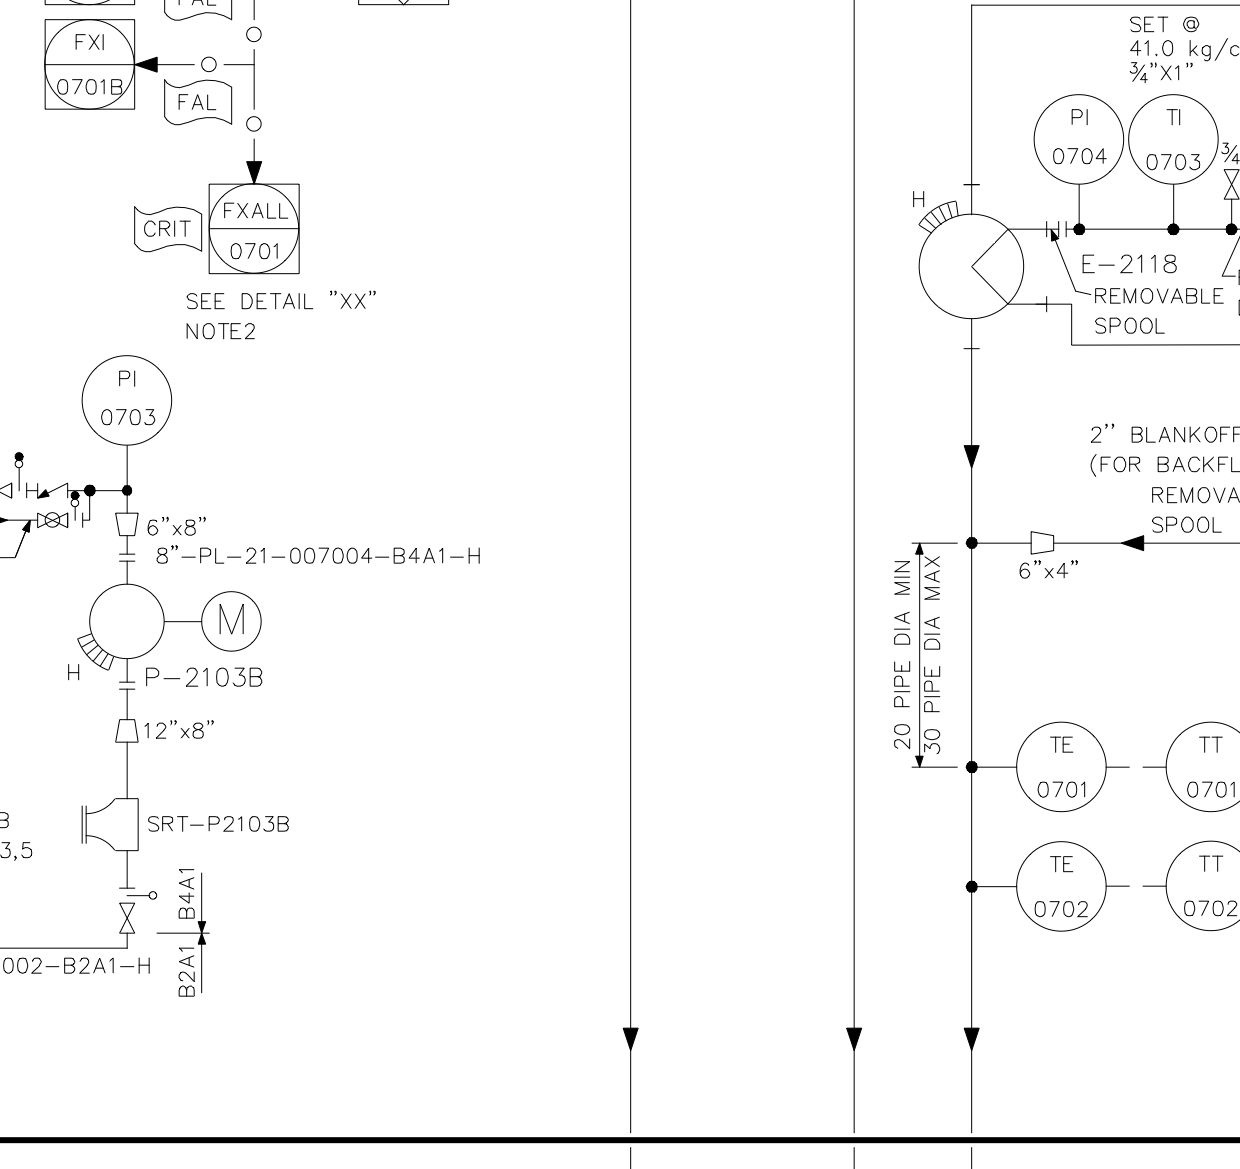 FAL
FXI
0701B
FAL
CRIT
FXALL
0701
SEE DETAIL "XX"
NOTE2
PI
0703
6"x8"
8"-PL-21-007004-B4A1-H
M
H
P-2103B
12"x8"
SRT-P2103B
B
3,5
B4A1
B2A1
002-B2A1-H
SET @
41.0 kg/c
¾"X1"
PI
0704
TI
0703
¾
H
E-2118
REMOVABLE
SPOOL
2'' BLANKOFF
(FOR BACKFL
REMOVA
SPOOL
6"x4"
20 PIPE DIA MIN
30 PIPE DIA MAX
TE
0701
TT
0701
TE
0702
TT
0702